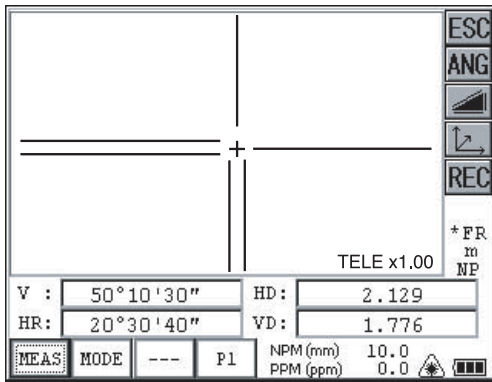 ESC
ANG
REC
*FR
m
NP
TELE x1.00
V : 50°10'30" HD: 2.129
HR: 20°30'40" VD: 1.776
MEAS MODE --- P1 NPM (mm) 10.0
PPM (ppm) 0.0